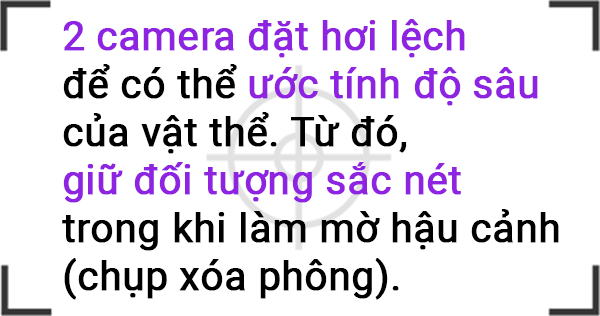 2 camera đặt hơi lệch
để có thể ước tính độ sâu
của vật thể. Từ đó,
giữ đối tượng sắc nét
trong khi làm mờ hậu cảnh
(chụp xóa phông).